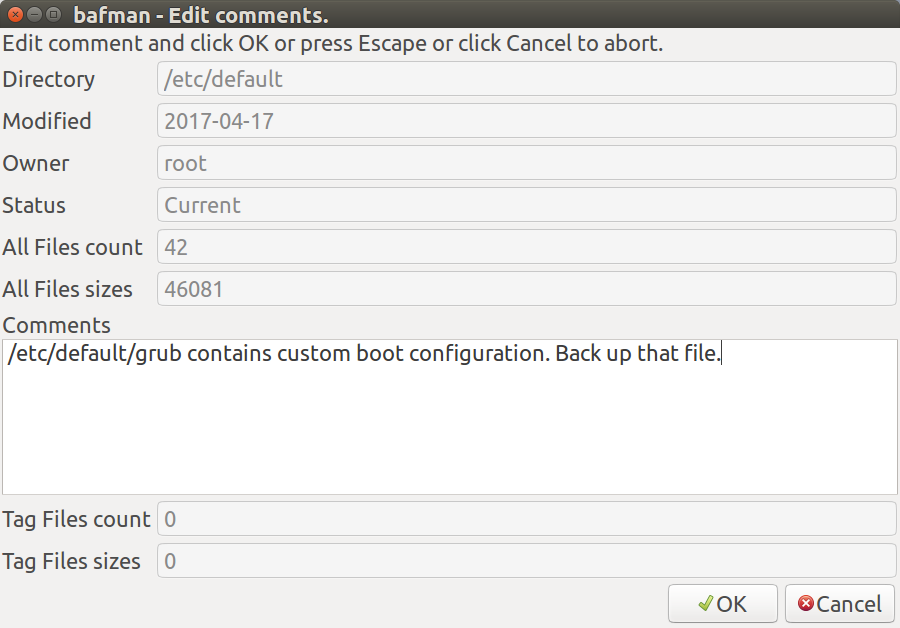 bafman - Edit comments.
Edit comment and click OK or press Escape or click Cancel to abort.
Directory /etc/default
Modified 2017-04-17
Owner root
Status Current
All Files count 42
All Files sizes 46081
Comments
/etc/default/grub contains custom boot configuration. Back up that file.
Tag Files count 0
Tag Files sizes 0
OK Cancel